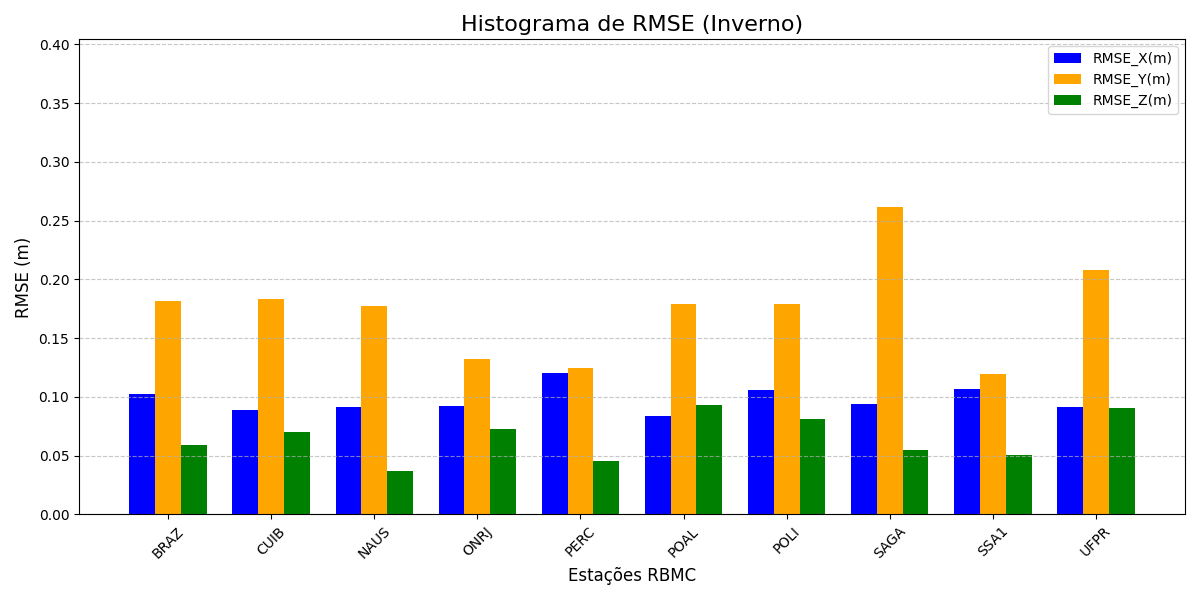 Histograma de RMSE (Inverno)
RMSE_X(m)
RMSE_Y(m)
RMSE_Z(m)
RMSE (m)
0.40
0.35
0.30
0.25
0.20
0.15
0.10
0.05
0.00
BRAZ
CUIB
NAUS
ONRJ
PERC
POAL
POLI
SAGA
SSA1
UFPR
Estações RBMC